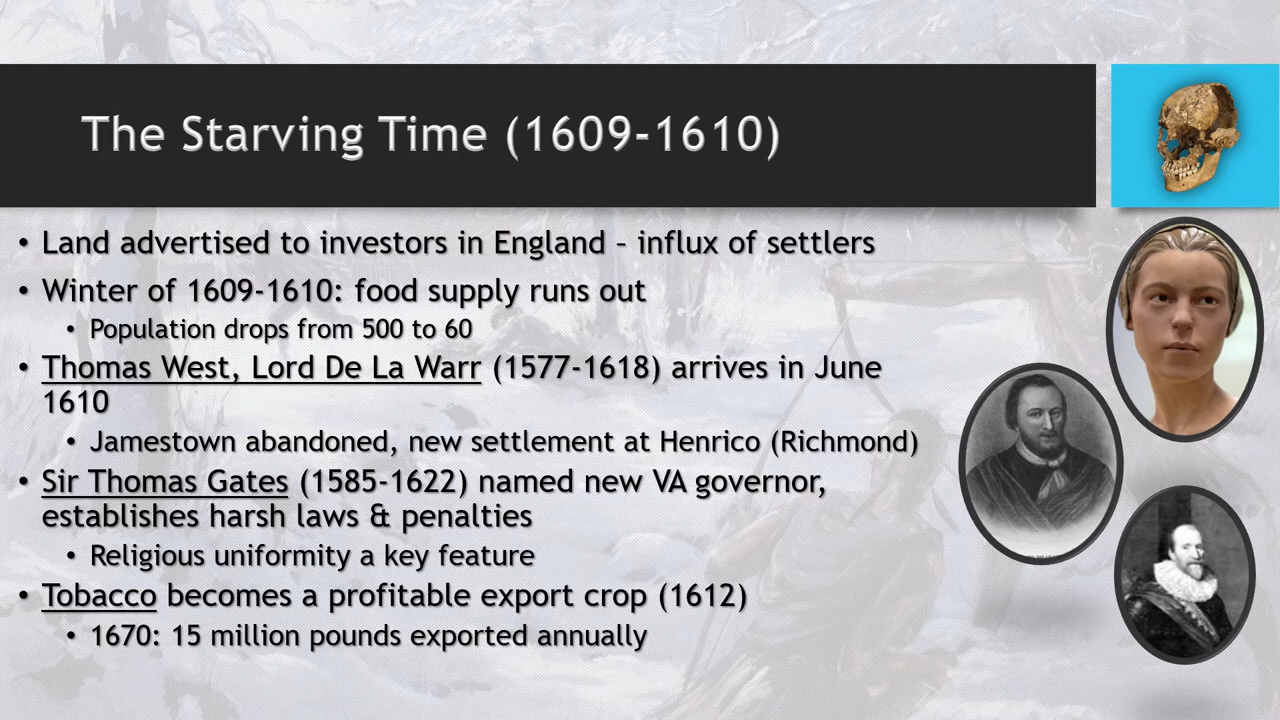 The Starving Time (1609-1610)
• Land advertised to investors in England – influx of settlers
• Winter of 1609-1610: food supply runs out
• Population drops from 500 to 60
• Thomas West, Lord De La Warr (1577-1618) arrives in June
1610
• Jamestown abandoned, new settlement at Henrico (Richmond)
• Sir Thomas Gates (1585-1622) named new VA governor,
establishes harsh laws & penalties
• Religious uniformity a key feature
• Tobacco becomes a profitable export crop (1612)
• 1670: 15 million pounds exported annually